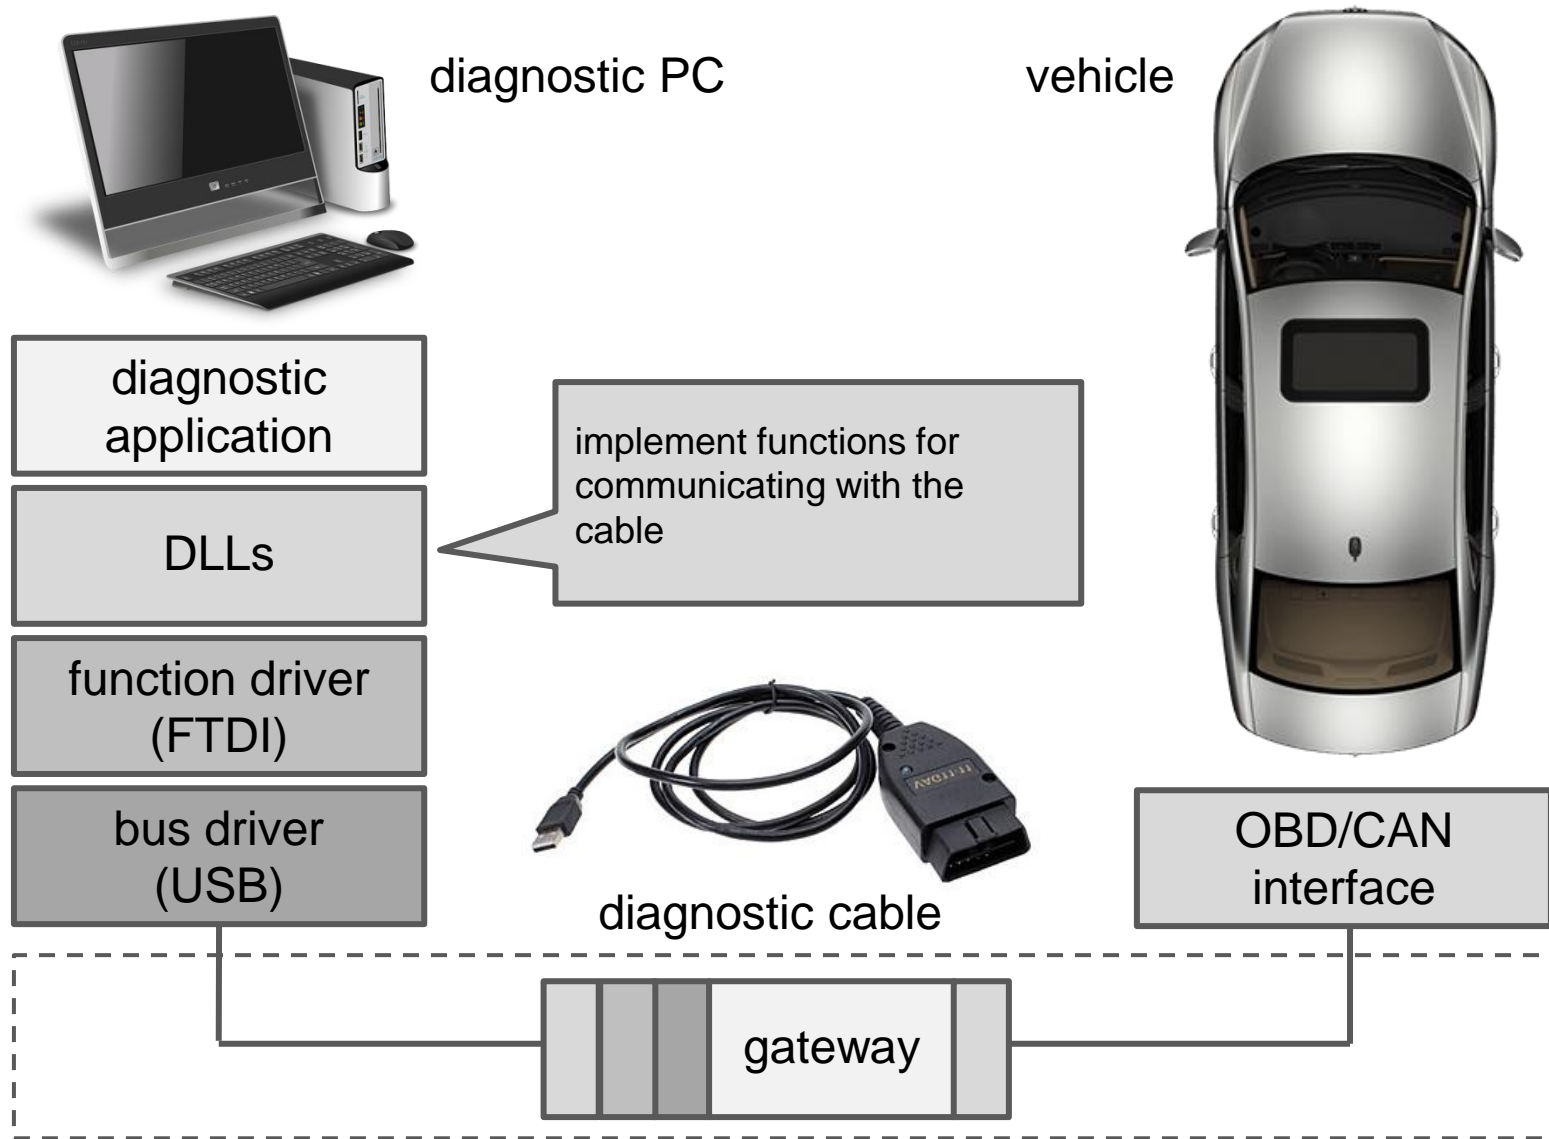 diagnostic PC
vehicle
diagnostic
application
implement functions for
communicating with the
cable
DLLs
function driver
(FTDI)
bus driver
(USB)
diagnostic cable
OBD/CAN
interface
gateway